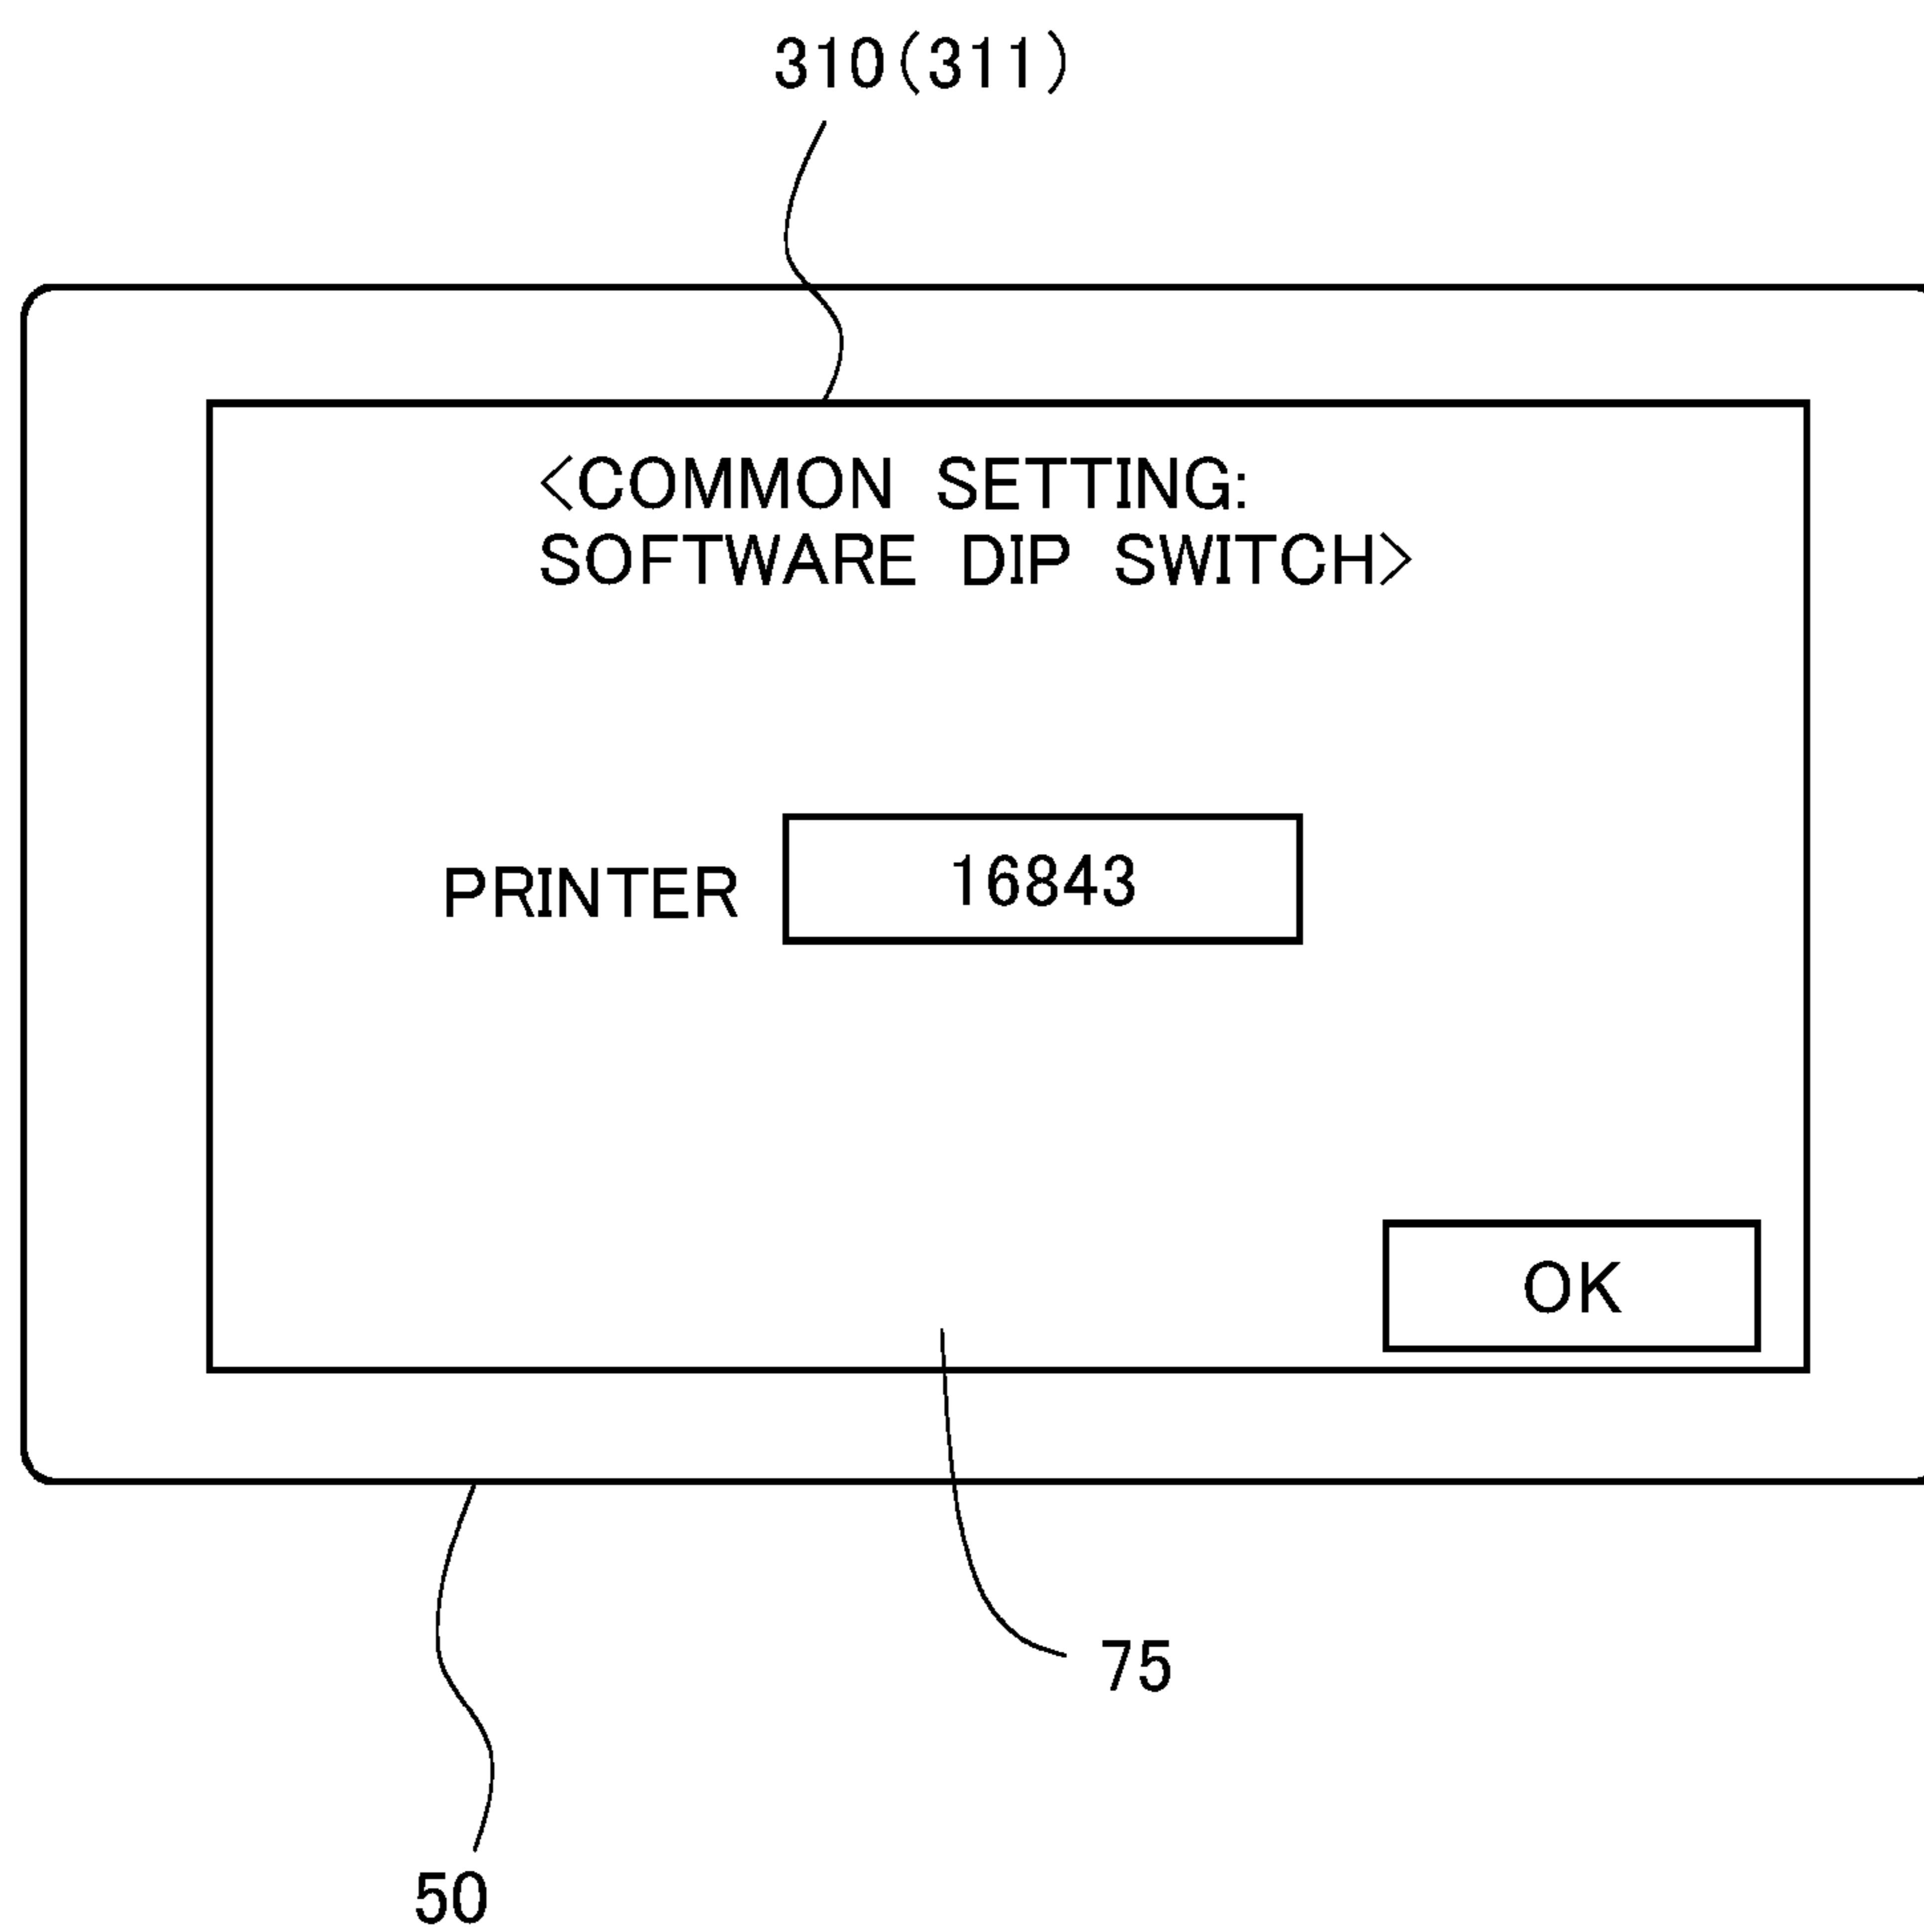 310(311)
<COMMON SETTING:
SOFTWARE DIP SWITCH>
PRINTER 16843
OK
75
50